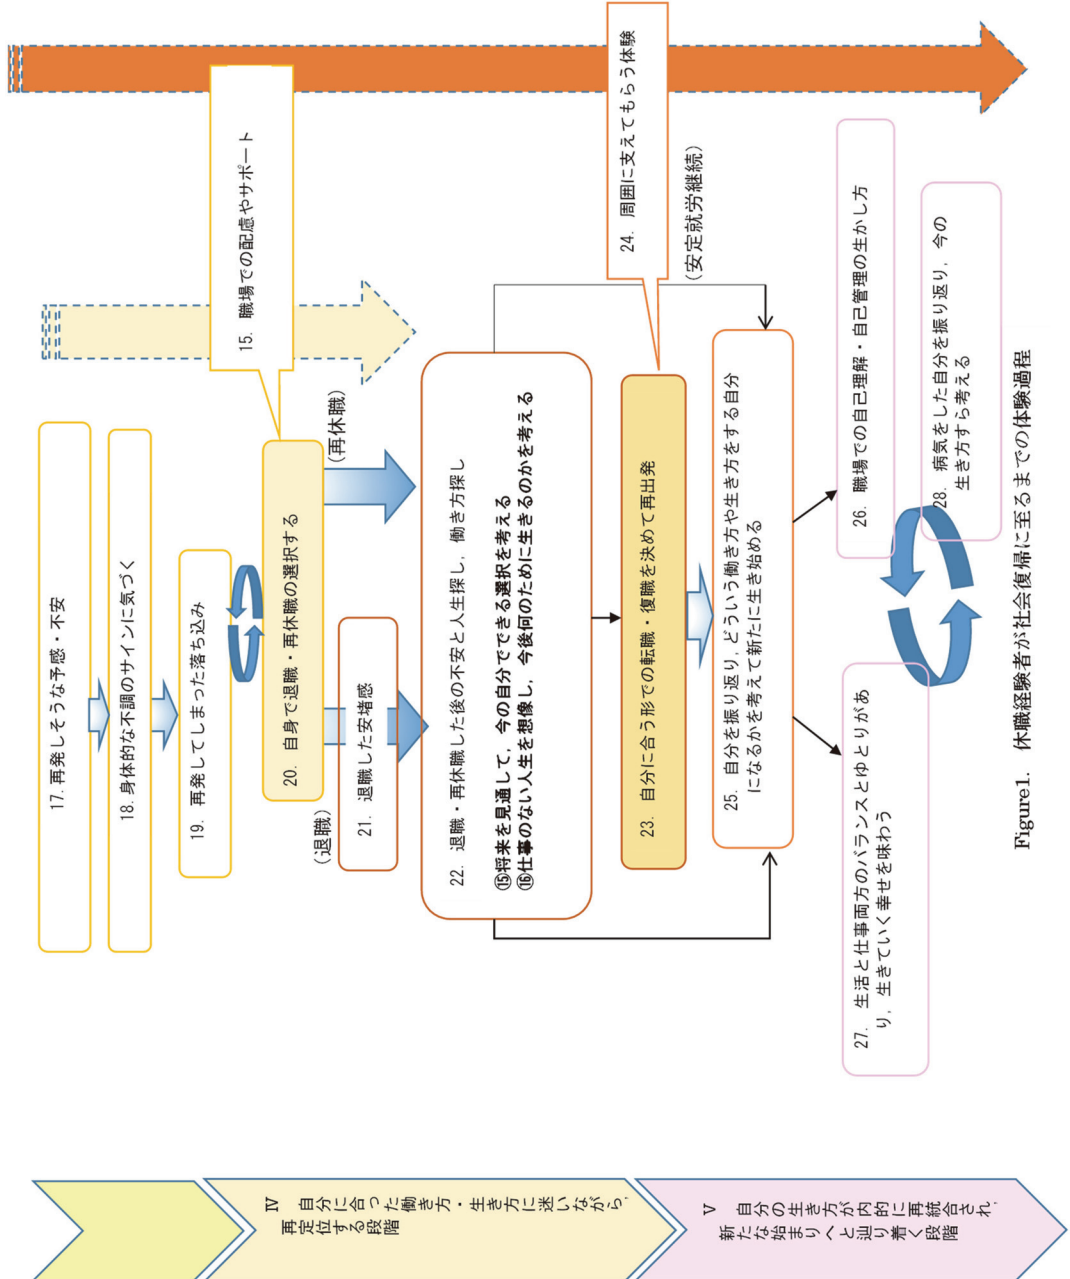 17. 再発しそうな予感・不安
18. 身体的な不調のサインに気づく
19. 再発してしまった落ち込み
15. 職場での配慮やサポート
20. 自身で退職・再休職の選択する
(退職)
(再休職)
21. 退職した安堵感
22. 退職・再休職した後の不安と人生探し，働き方探し
⑮将来を見通して，今の自分でできる選択を考える
⑯仕事のない人生を想像し，今後何のために生きるのかを考える
24. 周囲に支えてもらう体験
23. 自分に合う形での転職・復職を決めて再出発
(安定就労継続)
25. 自分を振り返り，どういう働き方や生き方をする自分
になるかを考えて新たに生き始める
26. 職場での自己理解・自己管理の生かし方
27. 生活と仕事両方のバランスとゆとりがあ
り，生きていく幸せを味わう
28. 病気をした自分を振り返り，今の
生き方すら考える
Ⅳ 自分に合った働き方・生き方に迷いながら，
再定位する段階
Ⅴ 自分の生き方が内的に再統合され，
新たな始まりへと辿り着く段階
Figure1. 休職経験者が社会復帰に至るまでの体験過程